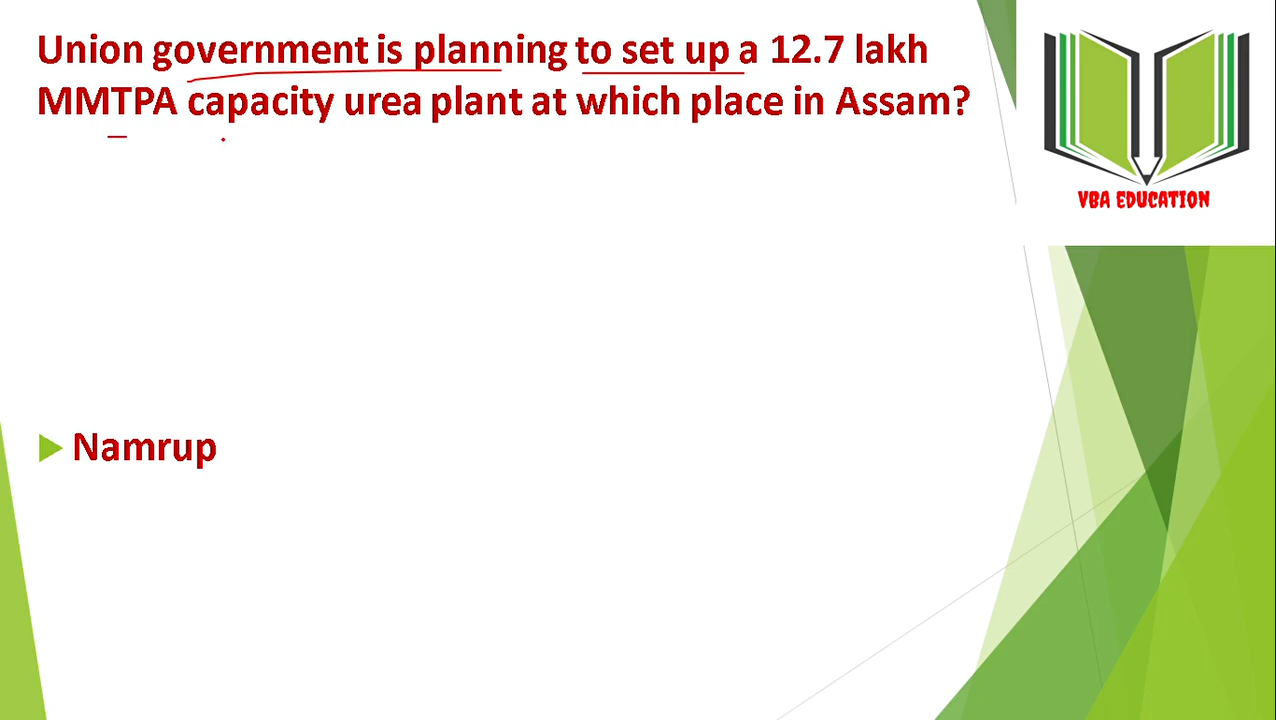 Union government is planning to set up a 12.7 lakh
MMTPA capacity urea plant at which place in Assam?
VBA EDUCATION
Namrup